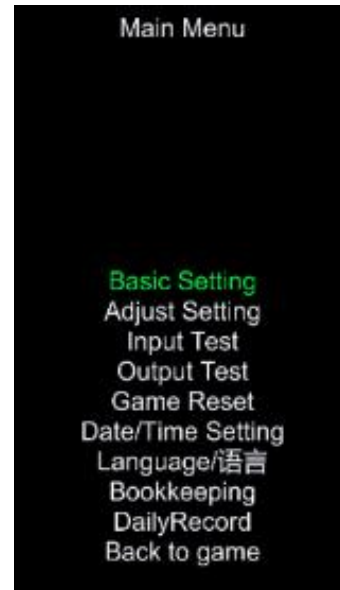 Main Menu
Basic Setting
Adjust Setting
Input Test
Output Test
Game Reset
Date/Time Setting
Language/语言
Bookkeeping
DailyRecord
Back to game